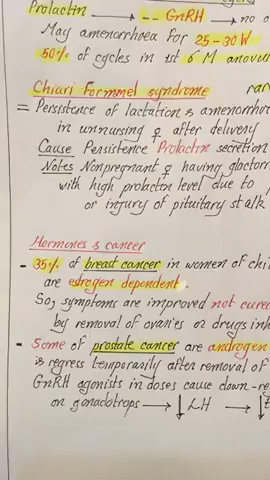 Prolactin → -- GnRH → no o
May amenorrhoea for 25-30 W
50% of cycles in 1st 6 M anovu
Chiari Frommel syndrome rar
= Persistence of lactation & amenorrho
in unnursing ♀ after delivery
Cause Persistence Prolactin secretion
Notes Nonpregnant ♀ having glactorr
with high prolactin level due to
or injury of pituitary stalk
Hormones & cancer
- 35% of breast cancer in women of chi
are estrogen dependent
So, symptoms are improved not cure
by removal of ovaries or drugs inh
- Some of prostate cancer are androgen
is regress temporarily after removal of
GnRH agonists in doses cause down-re
on gonadotrops → ↓ LH → ↓